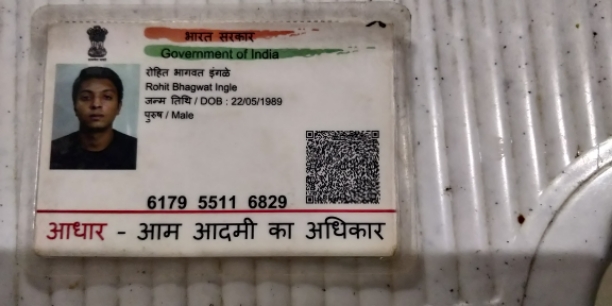 भारत सरकार
Government of India
रोहित भागवत इंगळे
Rohit Bhagwat Ingle
जन्म तिथि / DOB : 22/05/1989
पुरुष / Male
6179 5511 6829
आधार - आम आदमी का अधिकार